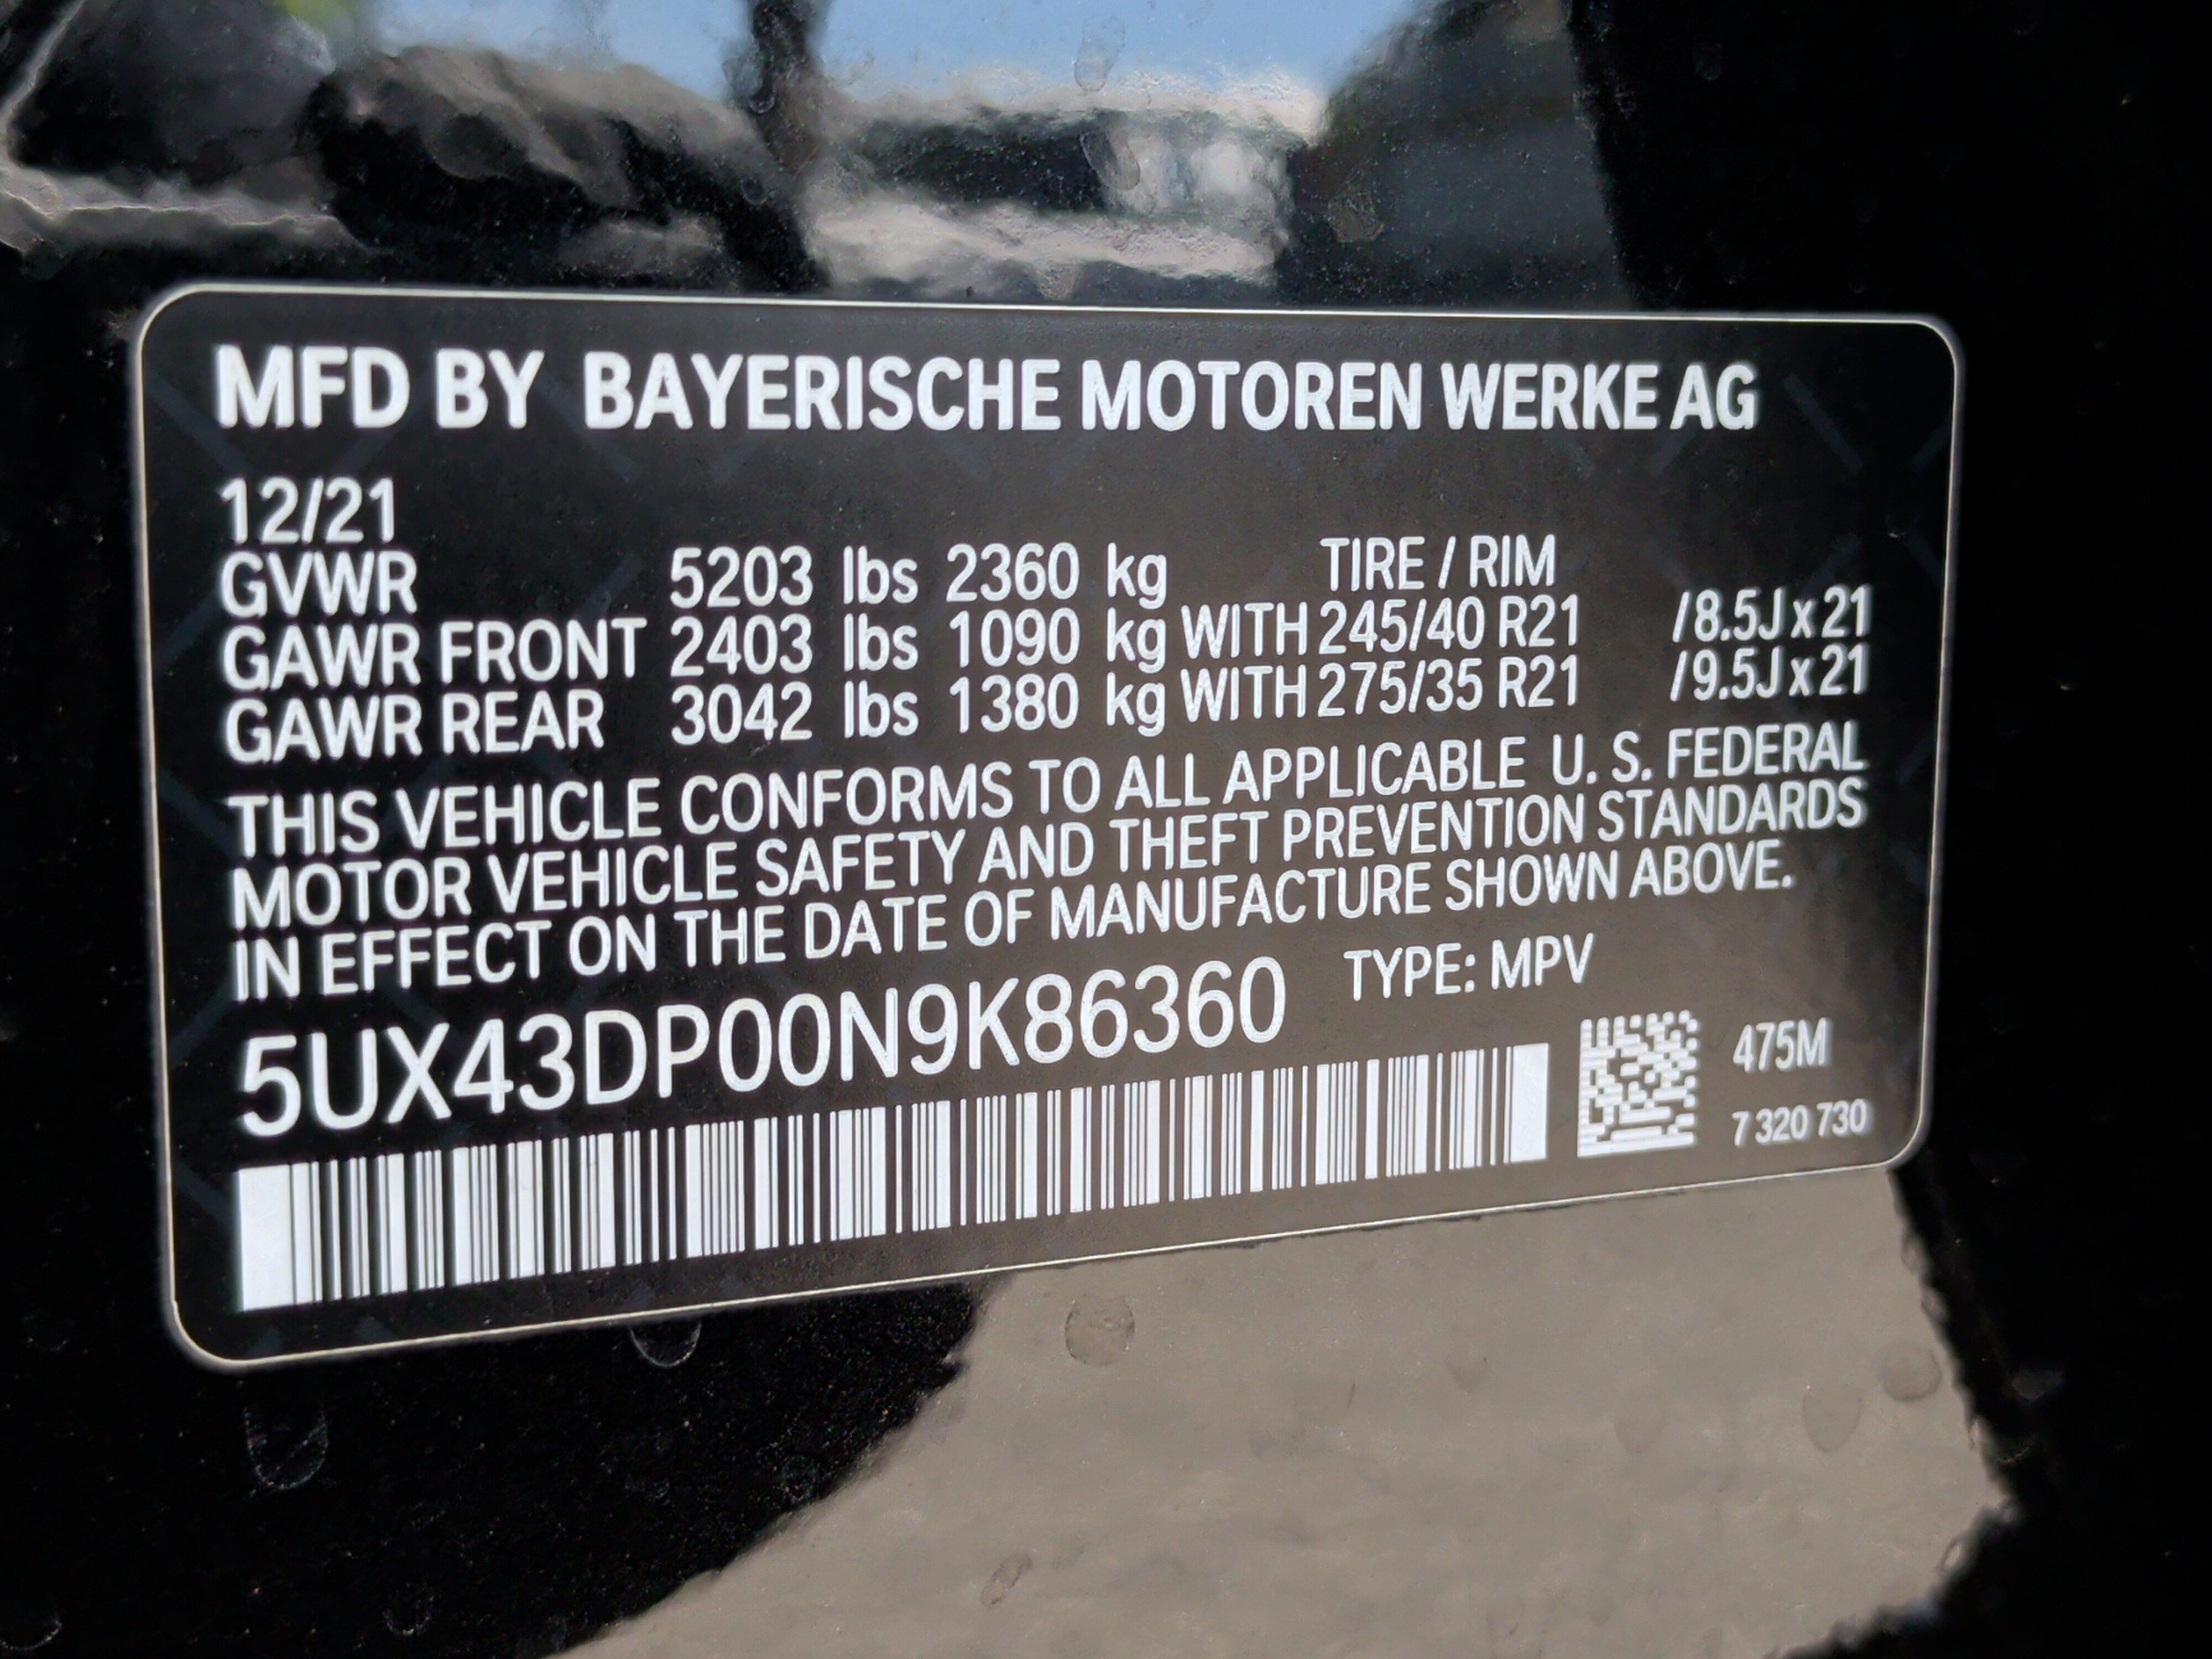 MFD BY BAYERISCHE MOTOREN WERKE AG
12/21
GVWR 5203 lbs 2360 kg TIRE / RIM
GAWR FRONT 2403 lbs 1090 kg WITH 245/40 R21 /8.5J x 21
GAWR REAR 3042 lbs 1380 kg WITH 275/35 R21 /9.5J x 21
THIS VEHICLE CONFORMS TO ALL APPLICABLE U. S. FEDERAL
MOTOR VEHICLE SAFETY AND THEFT PREVENTION STANDARDS
IN EFFECT ON THE DATE OF MANUFACTURE SHOWN ABOVE.
5UX43DP00N9K86360 TYPE: MPV
475M
7 320 730